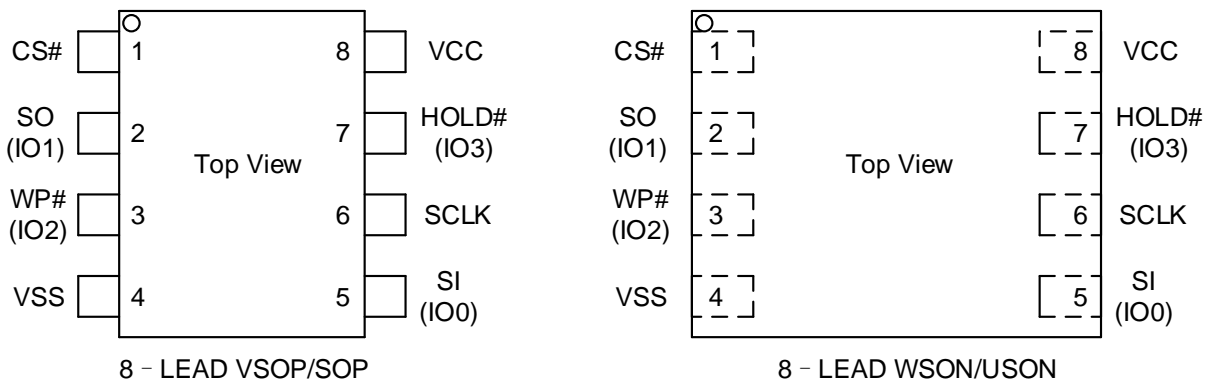 CS# 1 8 VCC
SO
(IO1) 2 7 HOLD#
(IO3)
Top View
WP#
(IO2) 3 6 SCLK
VSS 4 5 SI
(IO0)
8 – LEAD VSOP/SOP
CS# 1 8 VCC
SO
(IO1) 2 7 HOLD#
(IO3)
Top View
WP#
(IO2) 3 6 SCLK
VSS 4 5 SI
(IO0)
8 – LEAD WSON/USON